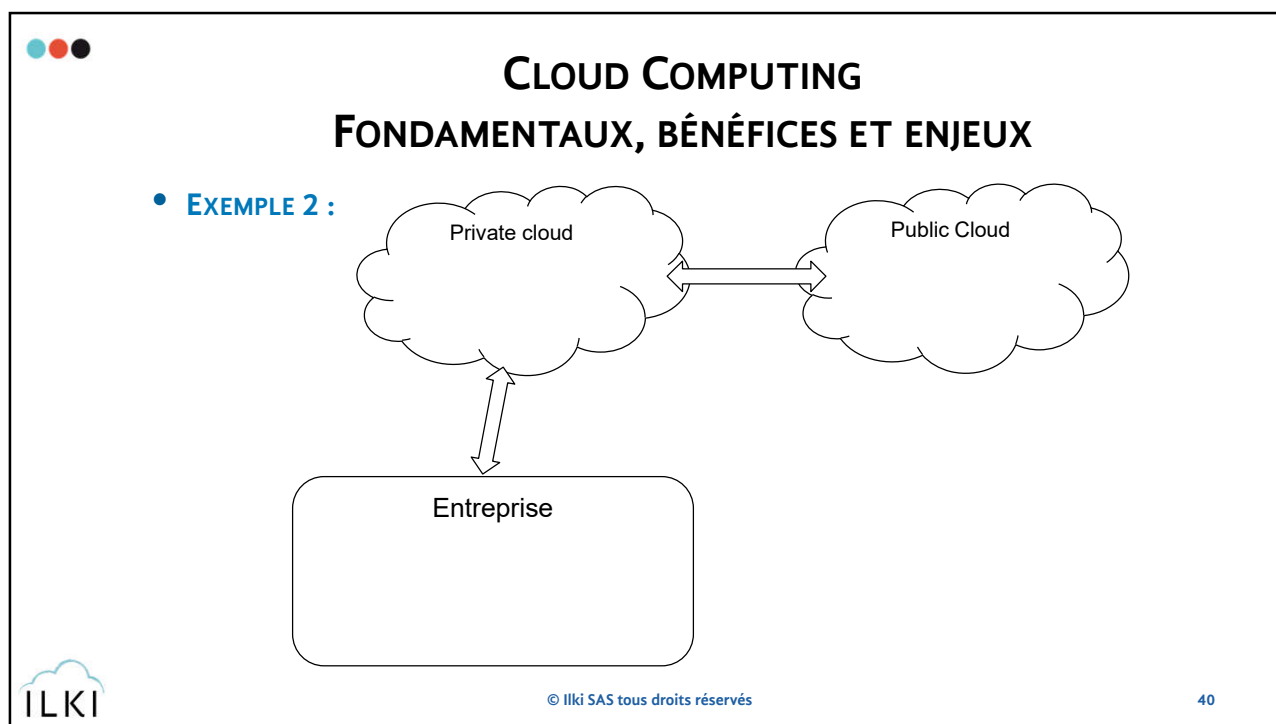 CLOUD COMPUTING
FONDAMENTAUX, BÉNÉFICES ET ENJEUX
• EXEMPLE 2 :
Private cloud
Public Cloud
Entreprise
ILKI
© Ilki SAS tous droits réservés
40